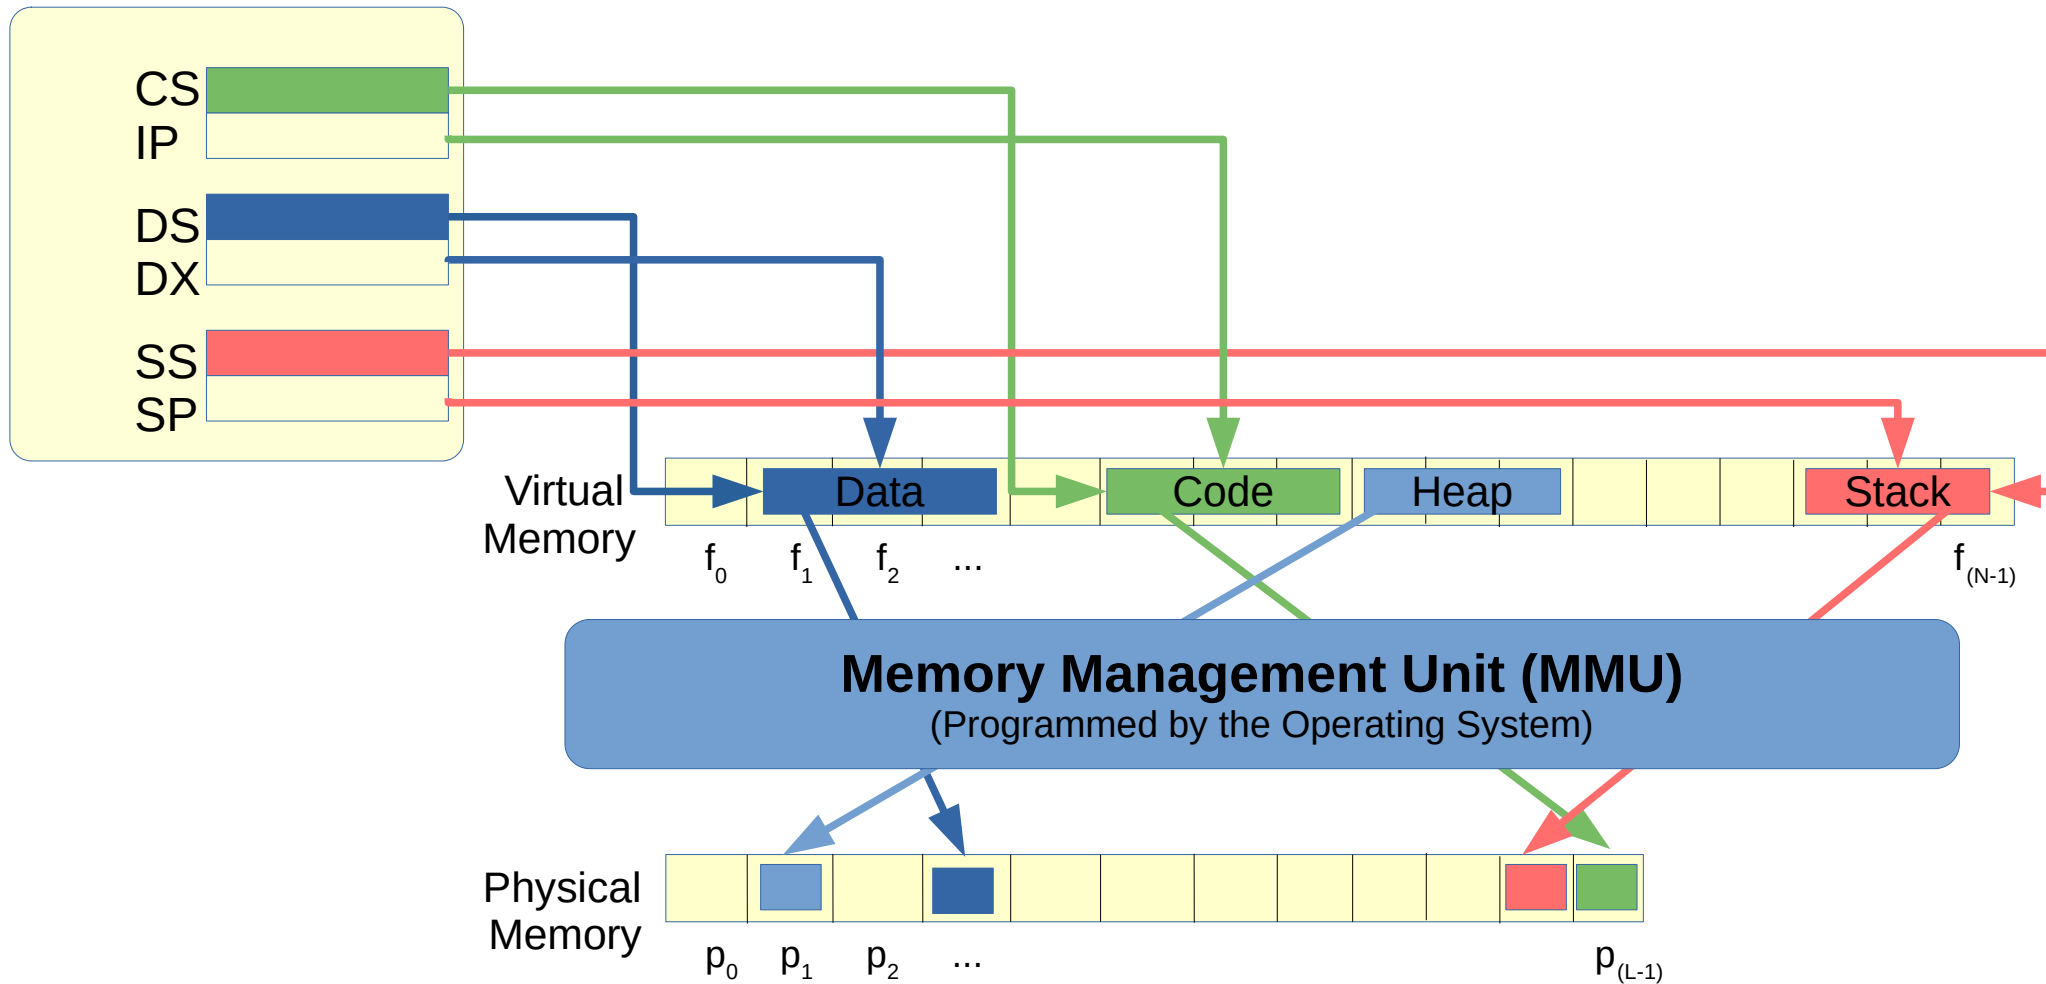 CS
IP
DS
DX
SS
SP
Virtual
Memory
Data
Code
Heap
Stack
f0
f1
f2
...
f(N-1)
Memory Management Unit (MMU)
(Programmed by the Operating System)
Physical
Memory
p0
p1
p2
...
p(L-1)